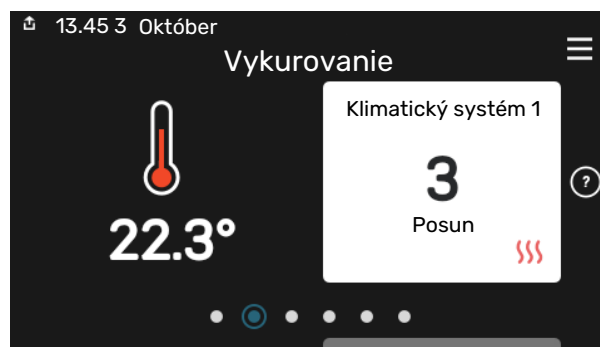 13.45 3 Október
Vykurovanie
Klimatický systém 1
3
Posun
22.3°
?